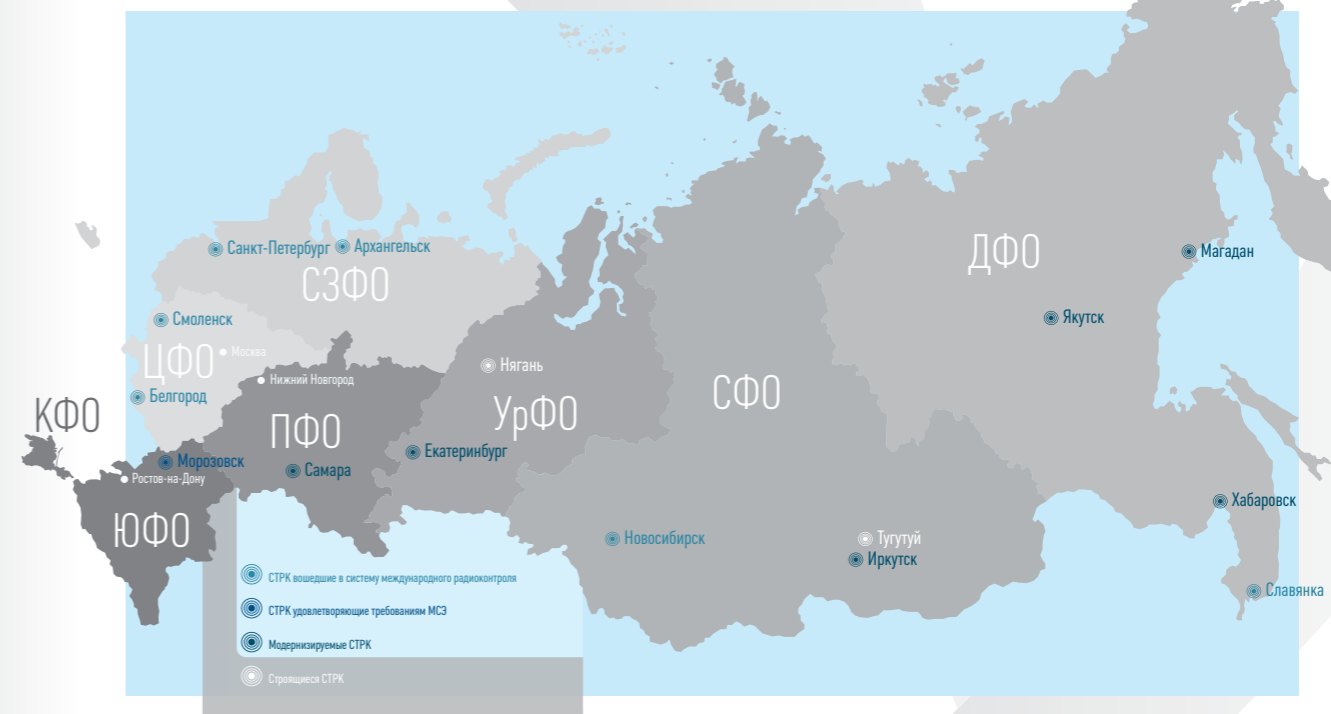 Санкт-Петербург
Архангельск
СЗФО
ДФО
Магадан
Смоленск
Якутск
ЦФО
Москва
Нижний Новгород
Нягань
Белгород
КФО
ПФО
УрФО
СФО
Морозовск
Самара
Екатеринбург
Ростов-на-Дону
ЮФО
Хабаровск
Новосибирск
Тугутуй
Иркутск
Славянка
СТРК вошедшие в систему международного радиоконтроля
СТРК удовлетворяющие требованиям МСЭ
Модернизируемые СТРК
Строящиеся СТРК